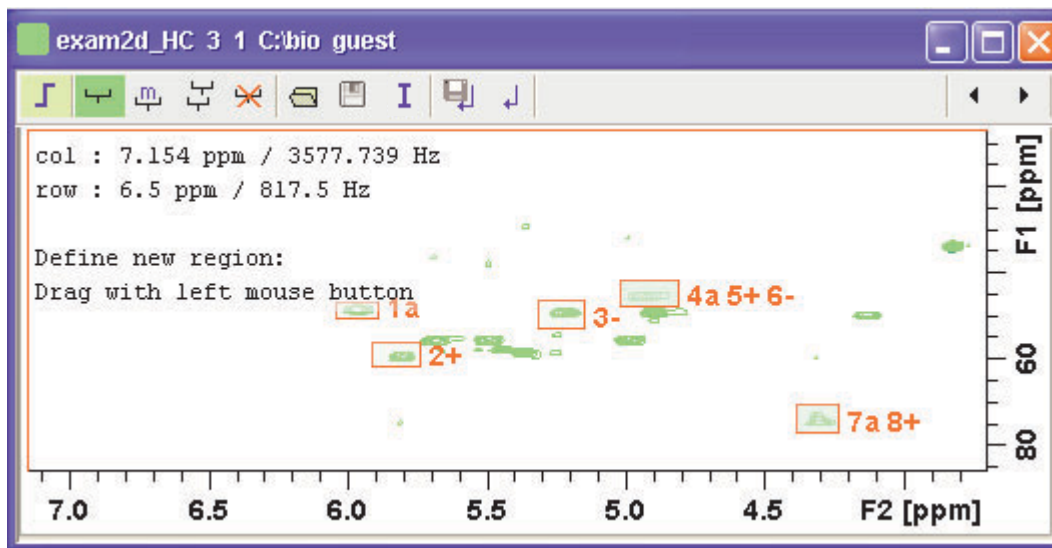 exam2d_HC 3 1 C:\bio guest
m
col : 7.154 ppm / 3577.739 Hz
row : 6.5 ppm / 817.5 Hz
Define new region:
Drag with left mouse button
1a
4a 5+ 6-
3-
2+
7a 8+
F1 [ppm]
60
80
7.0 6.5 6.0 5.5 5.0 4.5 F2 [ppm]